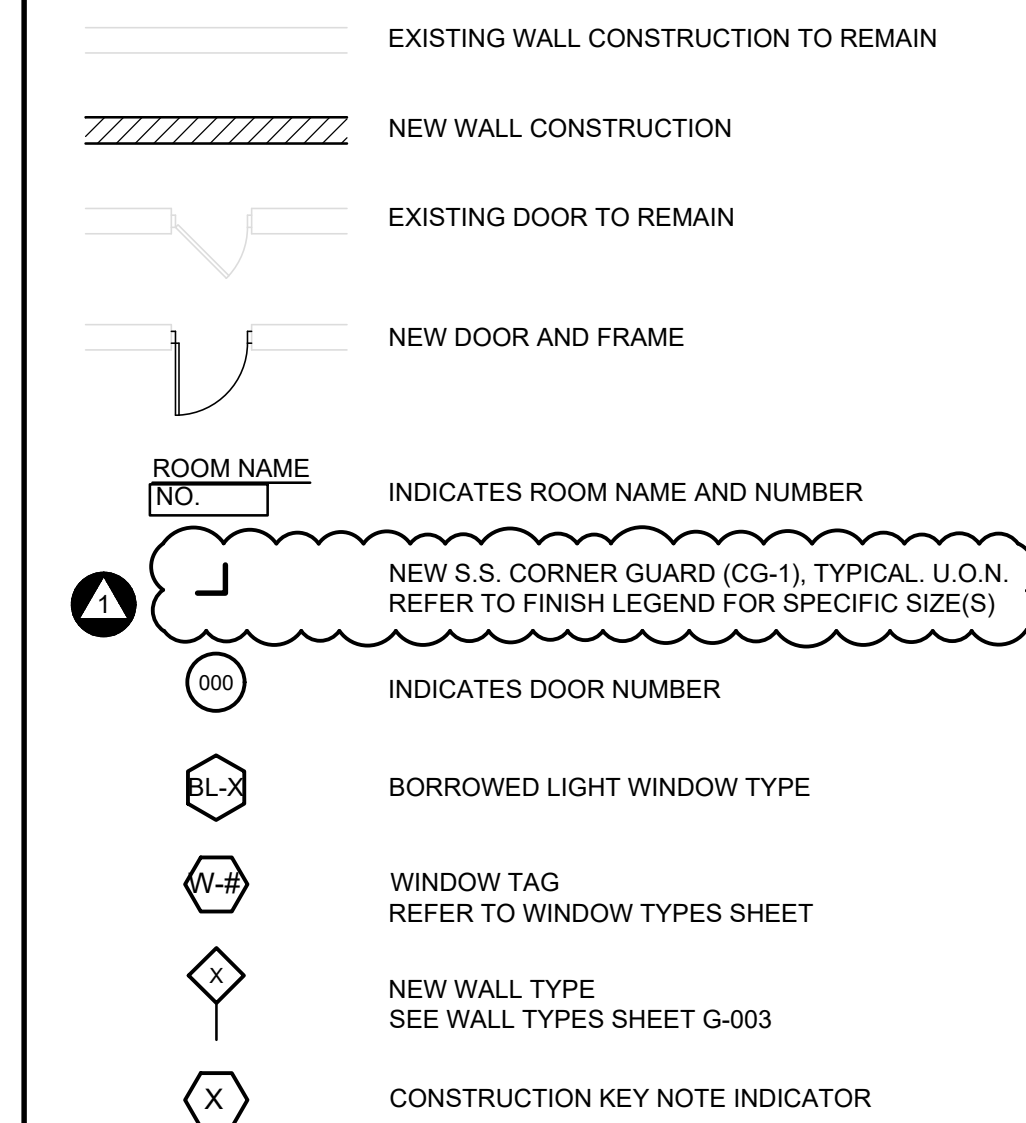 EXISTING WALL CONSTRUCTION TO REMAIN
NEW WALL CONSTRUCTION
EXISTING DOOR TO REMAIN
NEW DOOR AND FRAME
ROOM NAME
NO.
INDICATES ROOM NAME AND NUMBER
1
NEW S.S. CORNER GUARD (CG-1), TYPICAL. U.O.N.
REFER TO FINISH LEGEND FOR SPECIFIC SIZE(S)
000
INDICATES DOOR NUMBER
BL-X
BORROWED LIGHT WINDOW TYPE
W-#
WINDOW TAG
REFER TO WINDOW TYPES SHEET
X
NEW WALL TYPE
SEE WALL TYPES SHEET G-003
X
CONSTRUCTION KEY NOTE INDICATOR